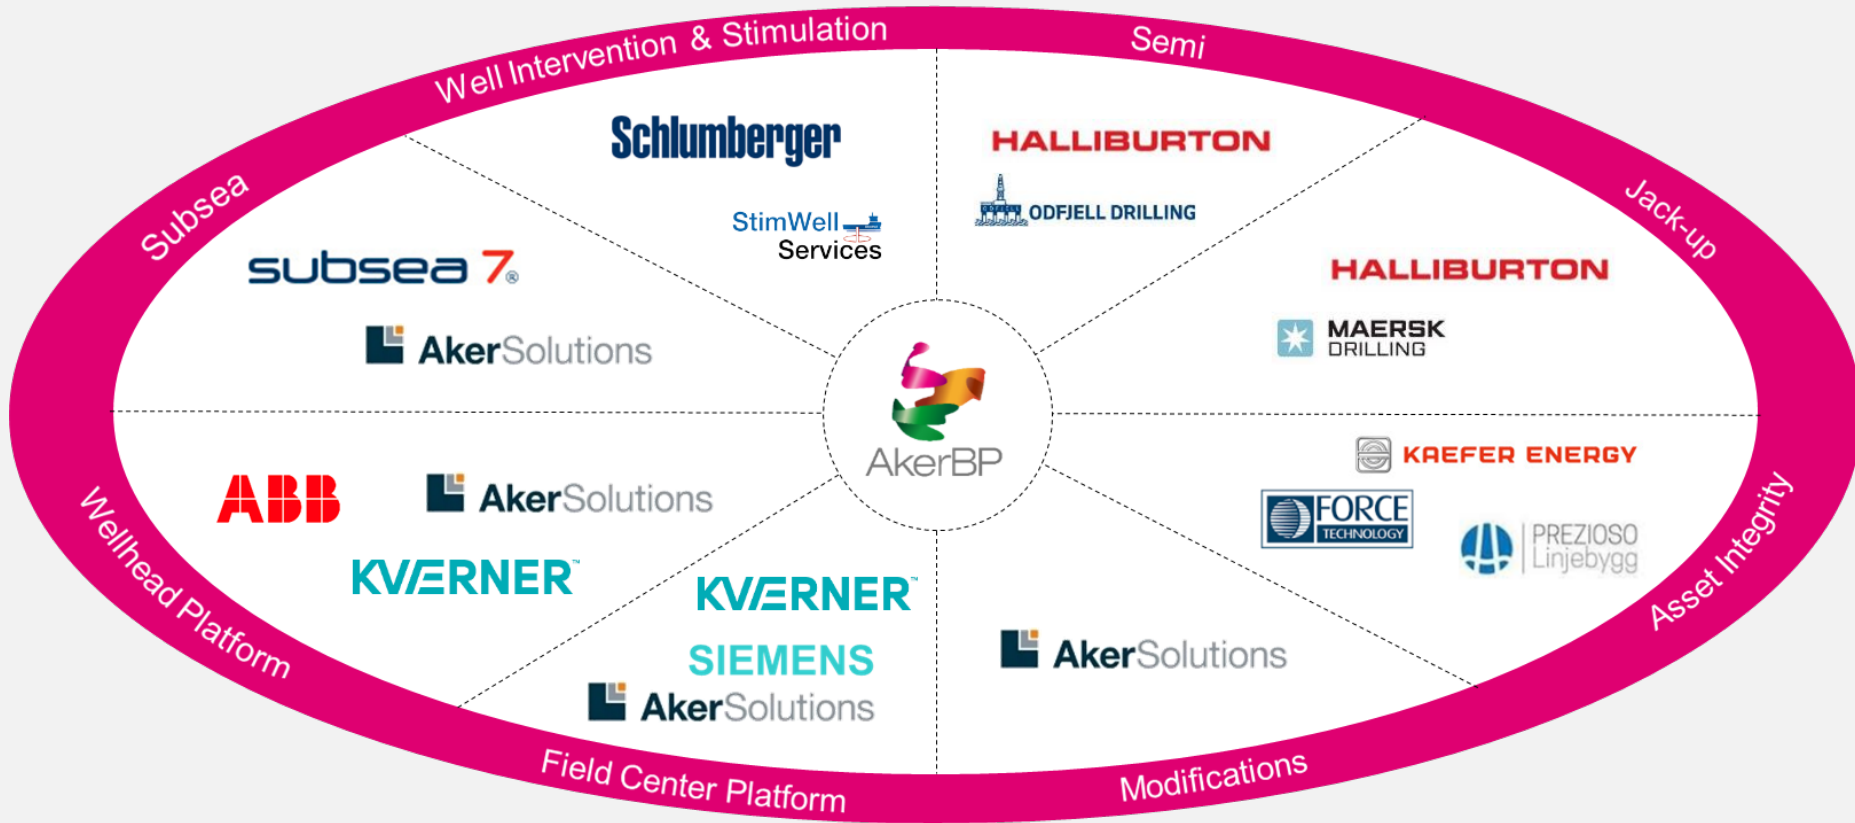 Well Intervention & Stimulation
Semi
Schlumberger
StimWell
Services
HALLIBURTON
ODFJELL DRILLING
Jack-up
HALLIBURTON
MAERSK
DRILLING
Subsea
subsea 7®
AkerSolutions
AkerBP
ABB
AkerSolutions
KVÆRNER™
Wellhead Platform
KVÆRNER™
SIEMENS
AkerSolutions
Field Center Platform
AkerSolutions
Modifications
KAEFER ENERGY
FORCE
TECHNOLOGY
PREZIOSO
Linjebygg
Asset Integrity